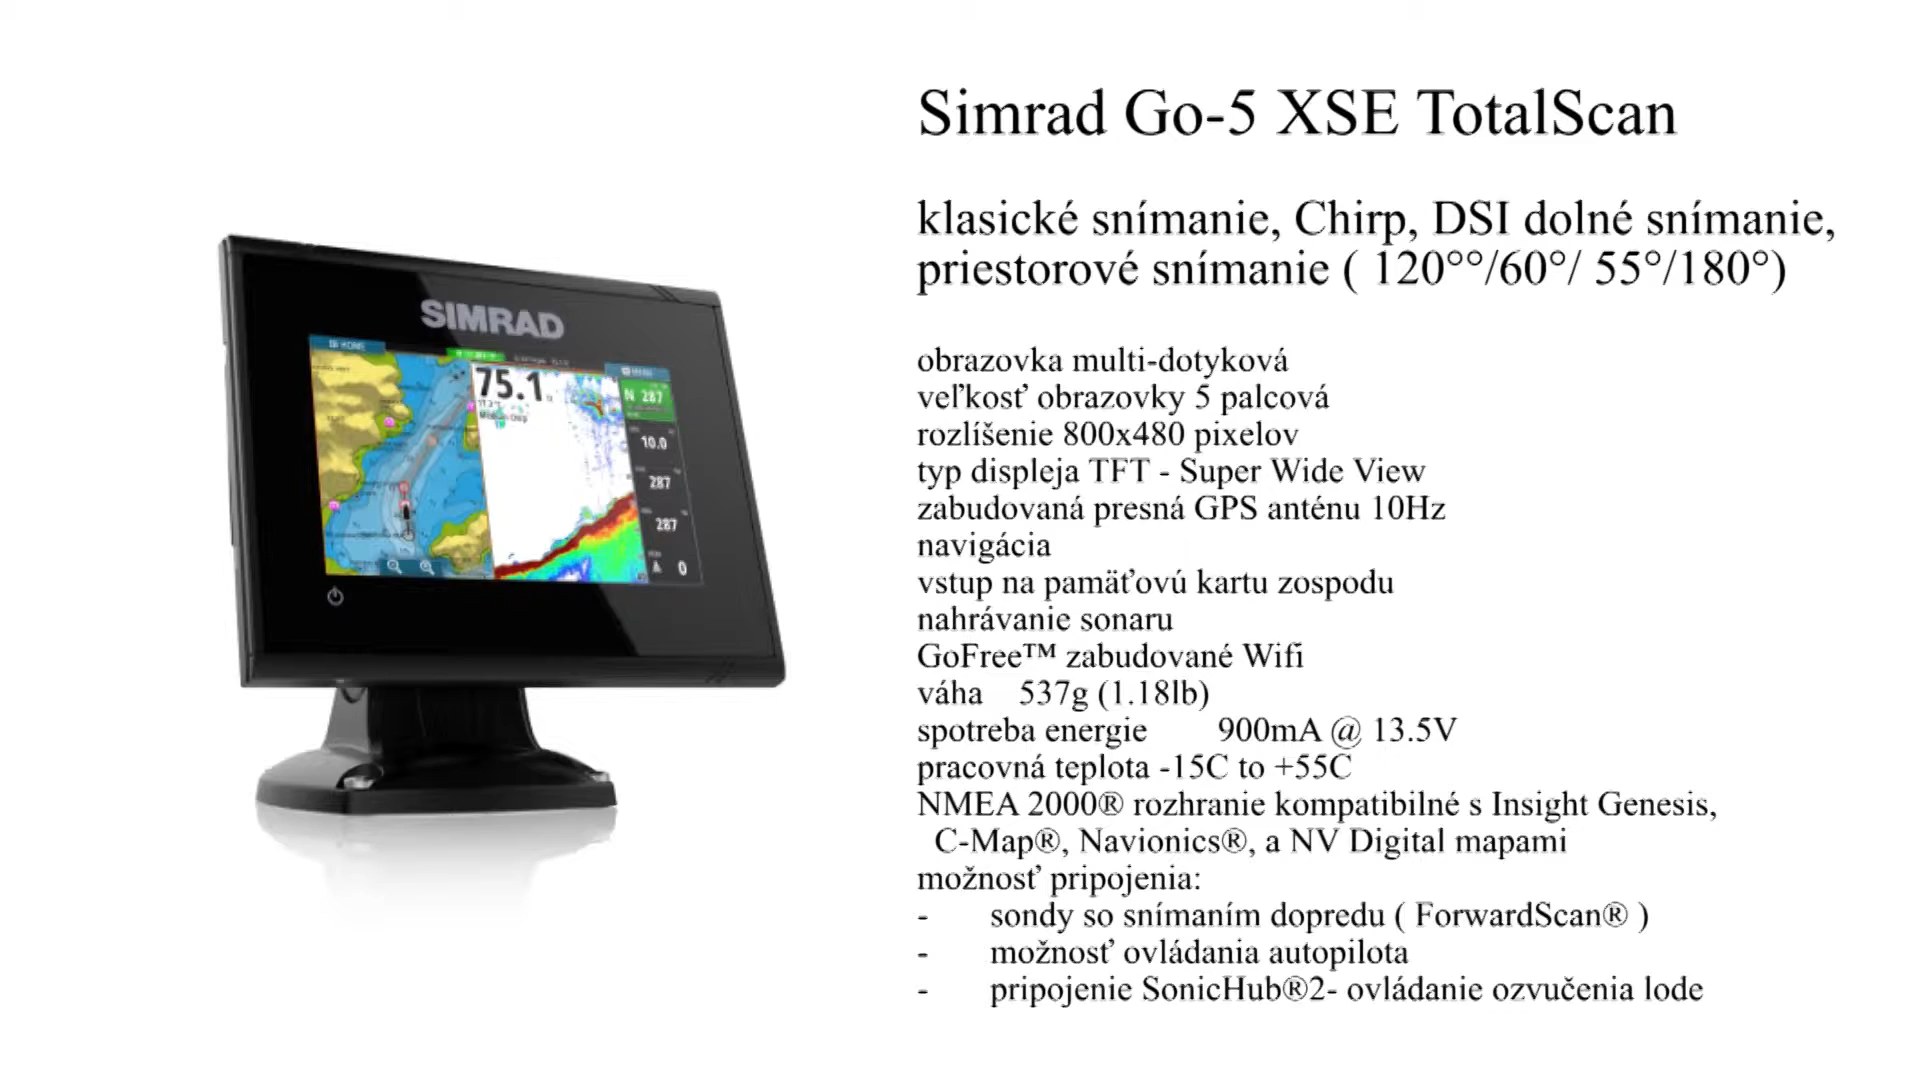 Simrad Go-5 XSE TotalScan
klasické snímanie, Chirp, DSI dolné snímanie,
priestorové snímanie ( 120°°/60°/ 55°/180°)
obrazovka multi-dotyková
veľkosť obrazovky 5 palcová
rozlíšenie 800x480 pixelov
typ displeja TFT - Super Wide View
zabudovaná presná GPS anténu 10Hz
navigácia
vstup na pamäťovú kartu zospodu
nahrávanie sonaru
GoFree™ zabudované Wifi
váha 537g (1.18lb)
spotreba energie 900mA @ 13.5V
pracovná teplota -15C to +55C
NMEA 2000® rozhranie kompatibilné s Insight Genesis,
C-Map®, Navionics®, a NV Digital mapami
možnosť pripojenia:
- sondy so snímaním dopredu ( ForwardScan® )
- možnosť ovládania autopilota
- pripojenie SonicHub®2- ovládanie ozvučenia lode
SIMRAD
HOME
MENU
75.1
N 287
10.0
287
287
0